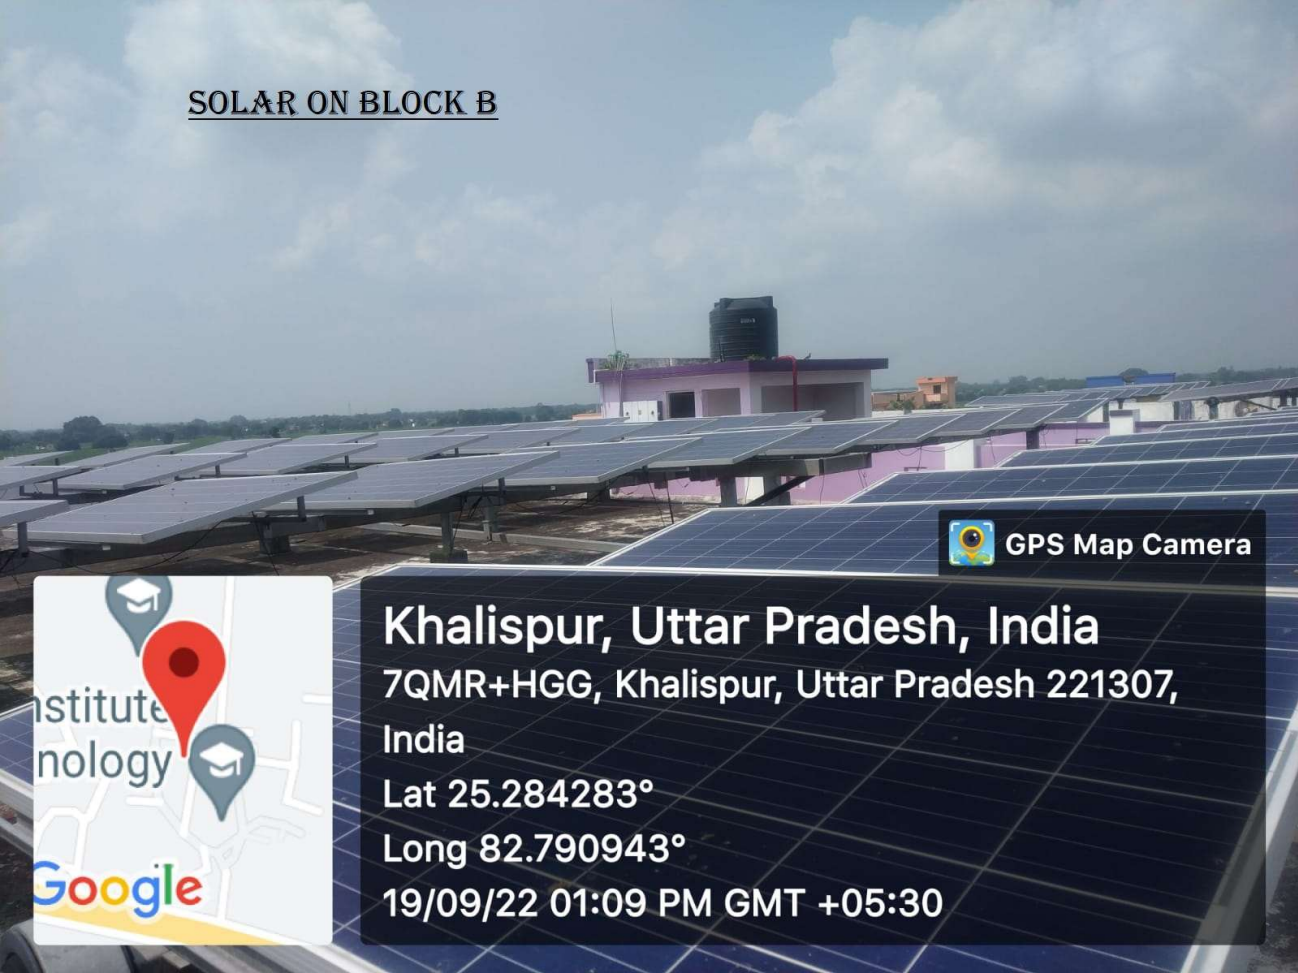 SOLAR ON BLOCK B
GPS Map Camera
Khalispur, Uttar Pradesh, India
7QMR+HGG, Khalispur, Uttar Pradesh 221307,
India
Lat 25.284283°
Long 82.790943°
19/09/22 01:09 PM GMT +05:30
nstitute
nology
Google